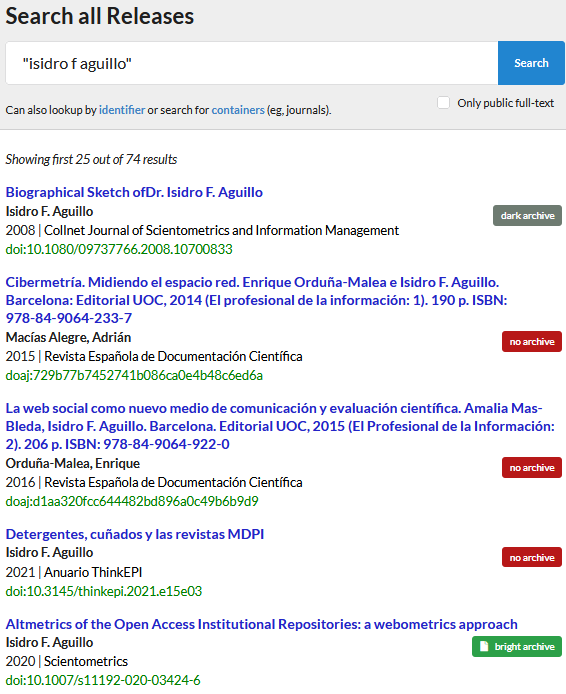 Search all Releases
"isidro f aguillo"
Search
Can also lookup by identifier or search for containers (eg, journals).
Only public full-text
Showing first 25 out of 74 results
Biographical Sketch ofDr. Isidro F. Aguillo
Isidro F. Aguillo
dark archive
2008 | Collnet Journal of Scientometrics and Information Management
doi:10.1080/09737766.2008.10700833
Cibermetría. Midiendo el espacio red. Enrique Orduña-Malea e Isidro F. Aguillo.
Barcelona: Editorial UOC, 2014 (El profesional de la información: 1). 190 p. ISBN:
978-84-9064-233-7
Macías Alegre, Adrián
no archive
2015 | Revista Española de Documentación Científica
doaj:729b77b7452741b086ca0e4b48c6ed6a
La web social como nuevo medio de comunicación y evaluación científica. Amalia Mas-
Bleda, Isidro F. Aguillo. Barcelona. Editorial UOC, 2015 (El Profesional de la Información:
2). 206 p. ISBN: 978-84-9064-922-0
Orduña-Malea, Enrique
no archive
2016 | Revista Española de Documentación Científica
doaj:d1aa320fcc644482bd896a0c49b6b9d9
Detergentes, cuñados y las revistas MDPI
Isidro F. Aguillo
no archive
2021 | Anuario ThinkEPI
doi:10.3145/thinkepi.2021.e15e03
Altmetrics of the Open Access Institutional Repositories: a webometrics approach
Isidro F. Aguillo
bright archive
2020 | Scientometrics
doi:10.1007/s11192-020-03424-6